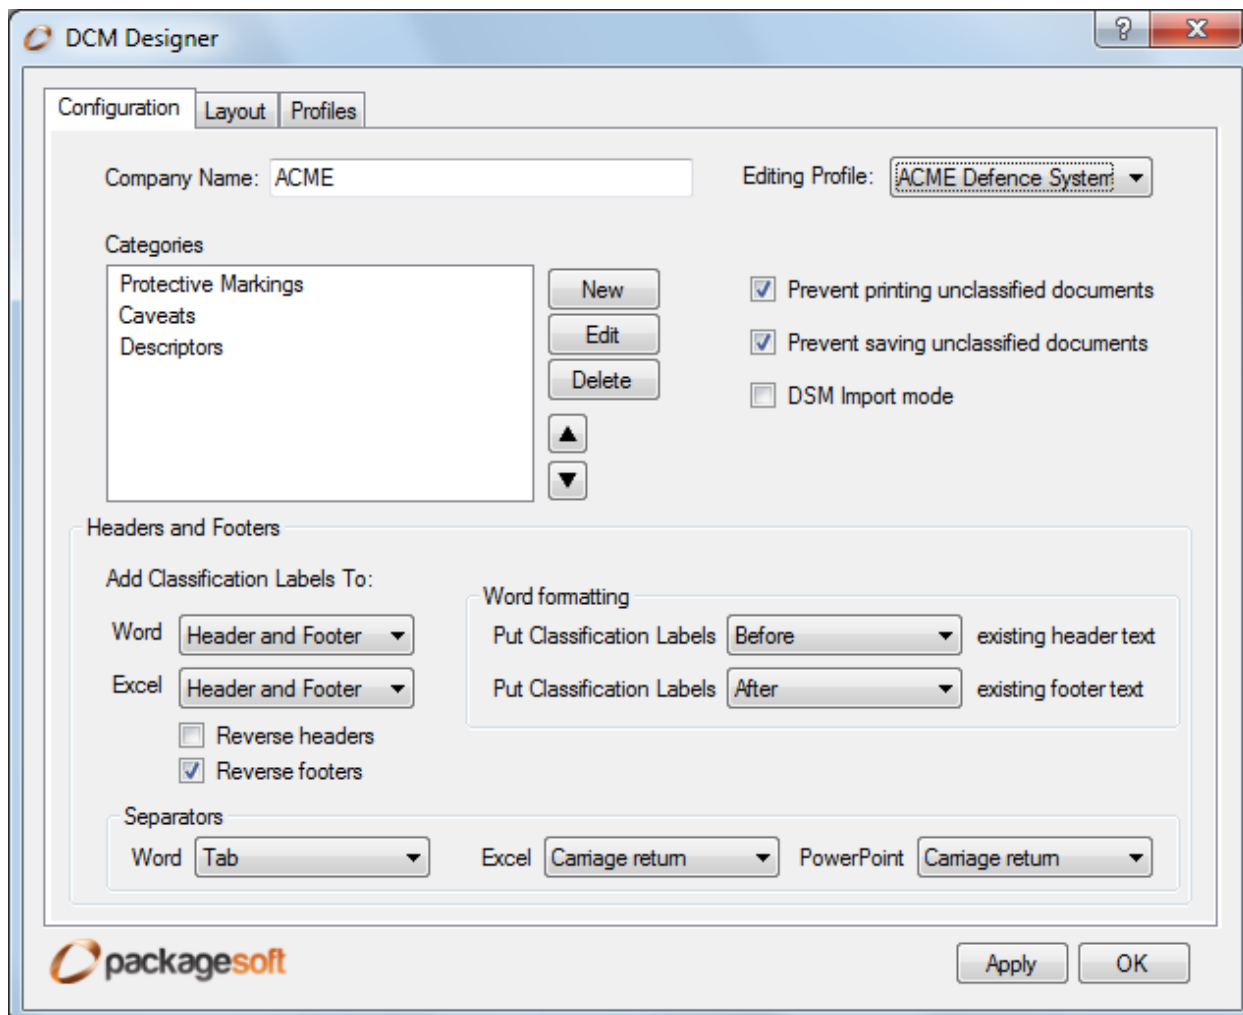 DCM Designer
?
X
Configuration Layout Profiles
Company Name: ACME
Editing Profile: ACME Defence System
Categories
Protective Markings
Caveats
Descriptors
New
Edit
Delete
Prevent printing unclassified documents
Prevent saving unclassified documents
DSM Import mode
Headers and Footers
Add Classification Labels To:
Word Header and Footer
Excel Header and Footer
Reverse headers
Reverse footers
Word formatting
Put Classification Labels Before existing header text
Put Classification Labels After existing footer text
Separators
Word Tab Excel Carriage return PowerPoint Carriage return
packagesoft
Apply OK